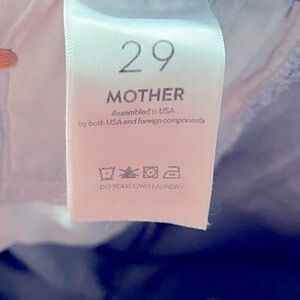 29
MOTHER
Assembled in USA
by both USA and foreign components
DO YOUR OWN LAUNDRY